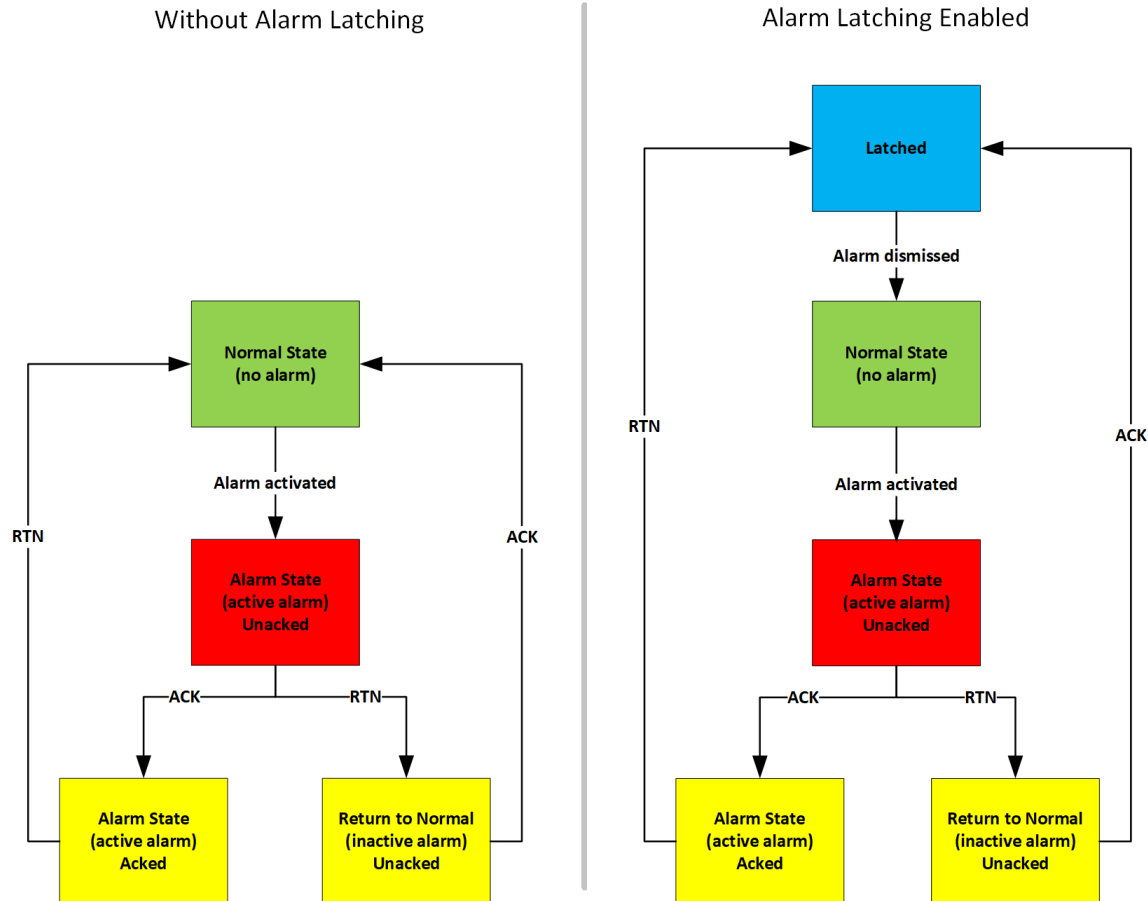 Without Alarm Latching
Normal State
(no alarm)
Alarm activated
RTN
ACK
Alarm State
(active alarm)
Unacked
ACK
RTN
Alarm State
(active alarm)
Acked
Return to Normal
(inactive alarm)
Unacked
Alarm Latching Enabled
Latched
Alarm dismissed
Normal State
(no alarm)
RTN
ACK
Alarm activated
Alarm State
(active alarm)
Unacked
ACK
RTN
Alarm State
(active alarm)
Acked
Return to Normal
(inactive alarm)
Unacked